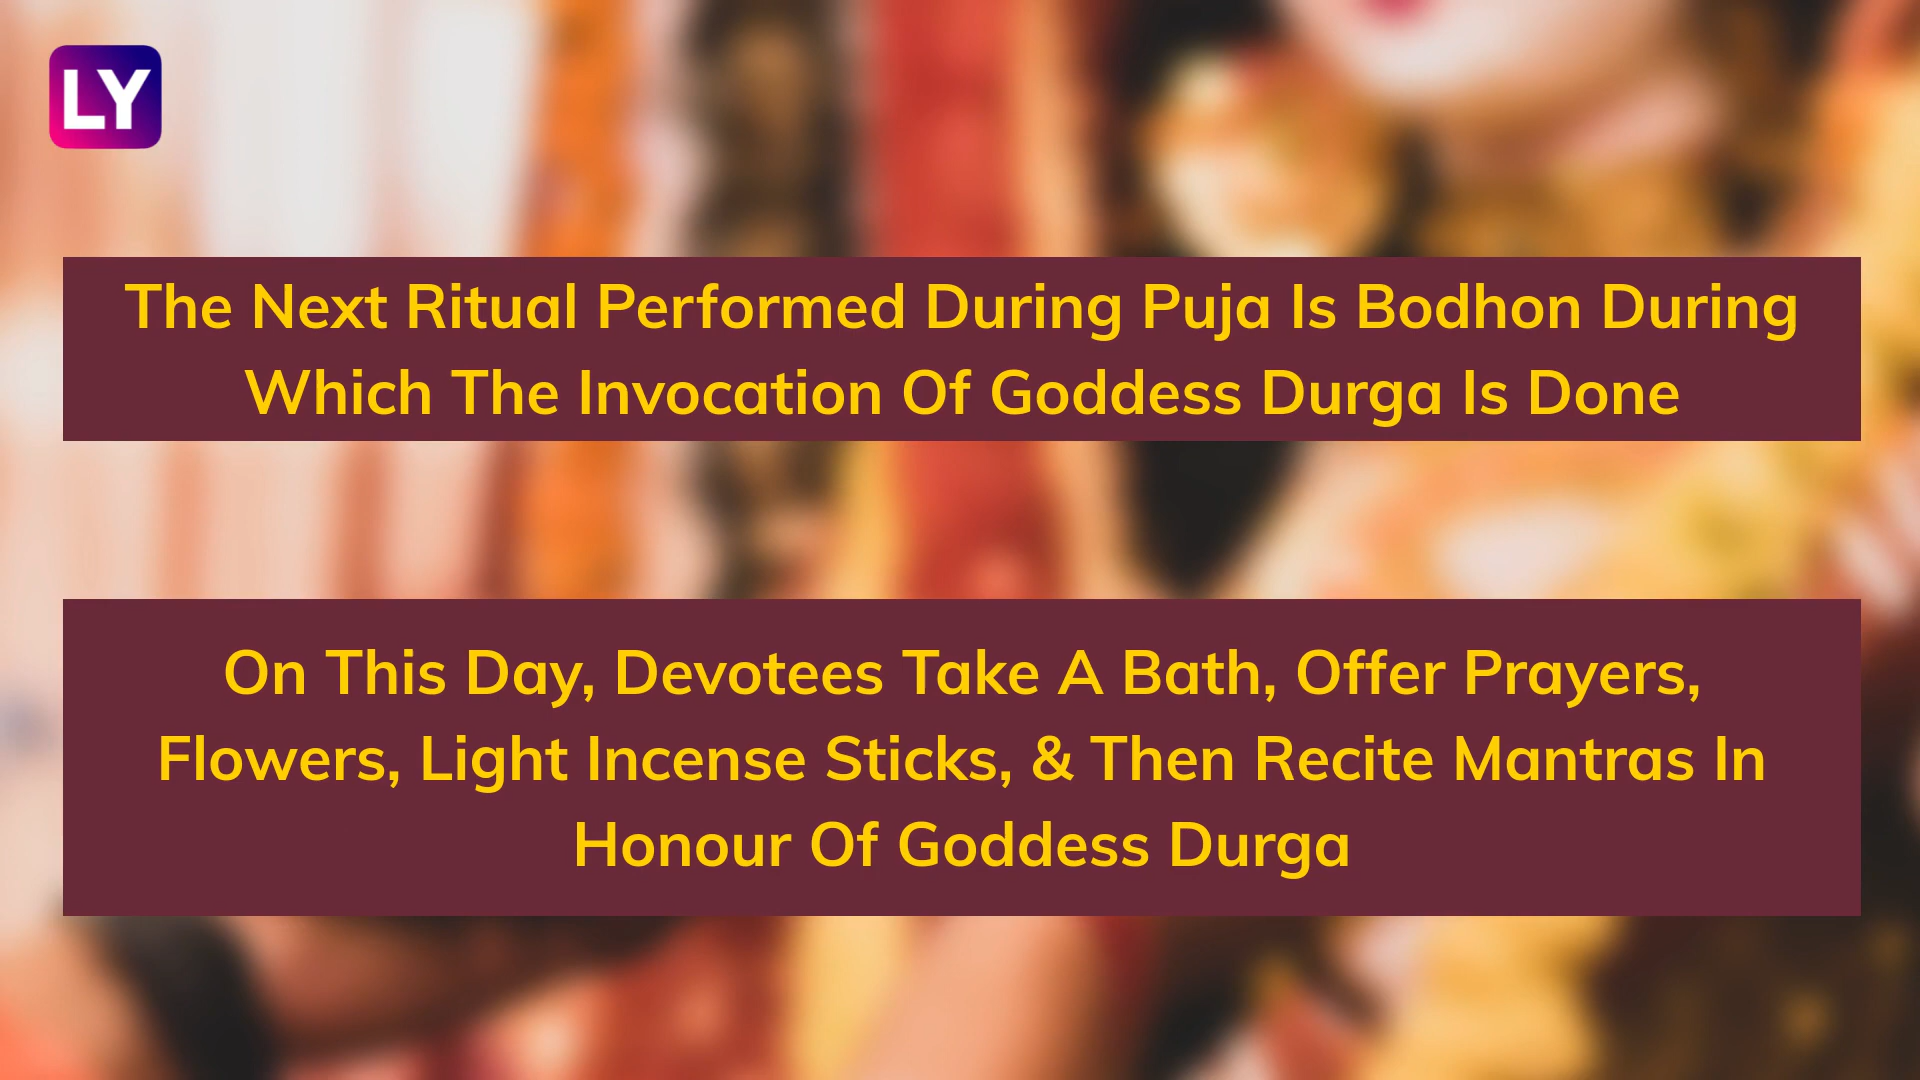 LY
The Next Ritual Performed During Puja Is Bodhon During
Which The Invocation Of Goddess Durga Is Done
On This Day, Devotees Take A Bath, Offer Prayers,
Flowers, Light Incense Sticks, & Then Recite Mantras In
Honour Of Goddess Durga